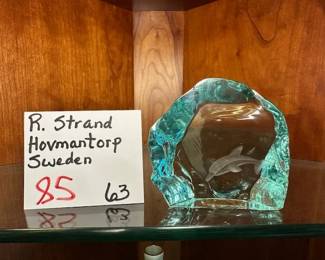 R. Strand
Hovmantorp
Sweden
85 63